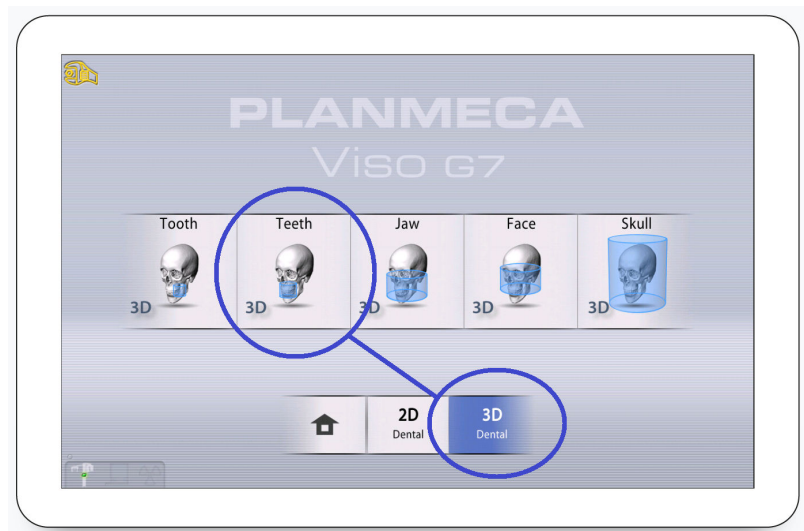 PLANMECA
Viso G7
Tooth Teeth Jaw Face Skull
3D 3D 3D 3D 3D
2D 3D
Dental Dental